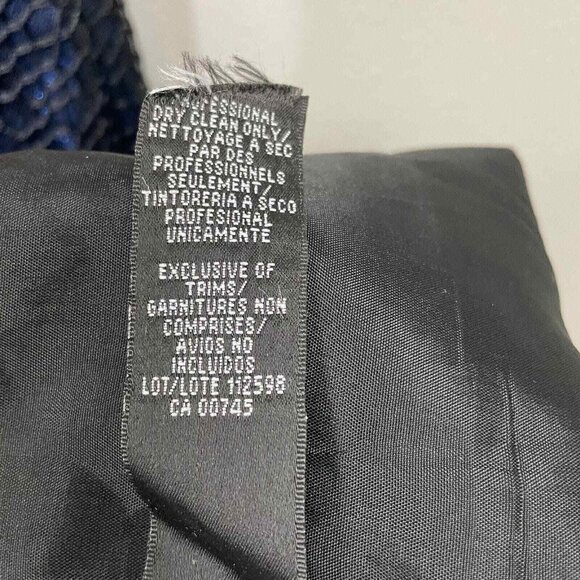 PROFESSIONAL
DRY CLEAN ONLY/
NETTOYAGE A SEC
PAR DES
PROFESSIONNELS
SEULEMENT/
TINTORERIA A SECO
PROFESIONAL
UNICAMENTE
EXCLUSIVE OF
TRIMS/
GARNITURES NON
COMPRISES/
AVIOS NO
INCLUIDOS
LOT/LOTE 112598
CA 00745